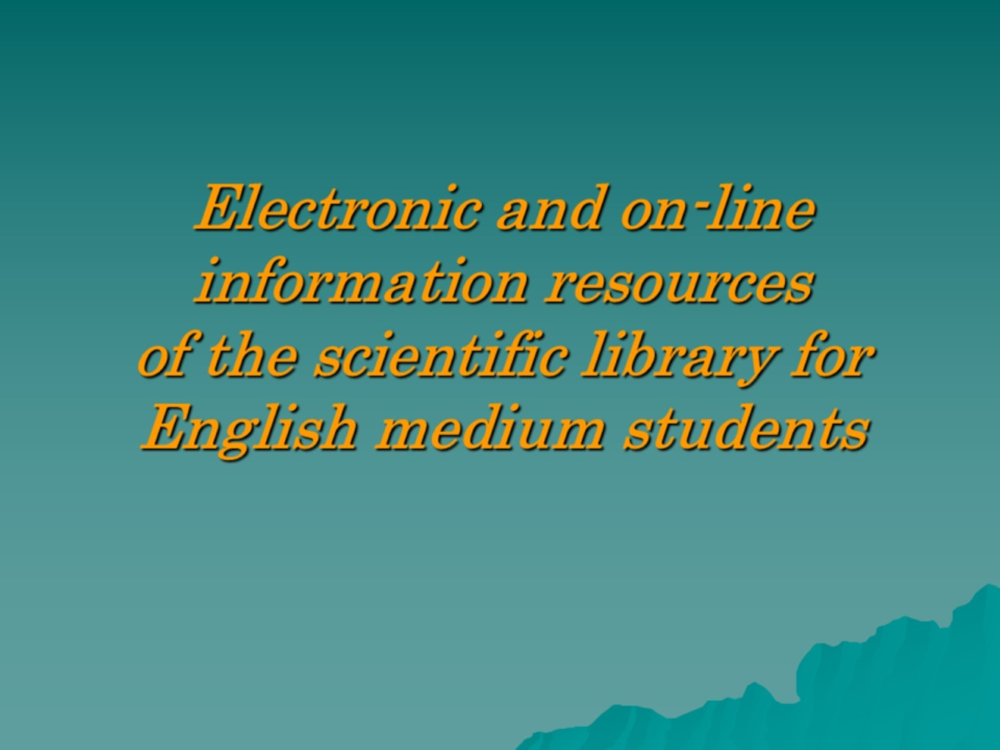 Electronic and on-line
information resources
of the scientific library for
English medium students